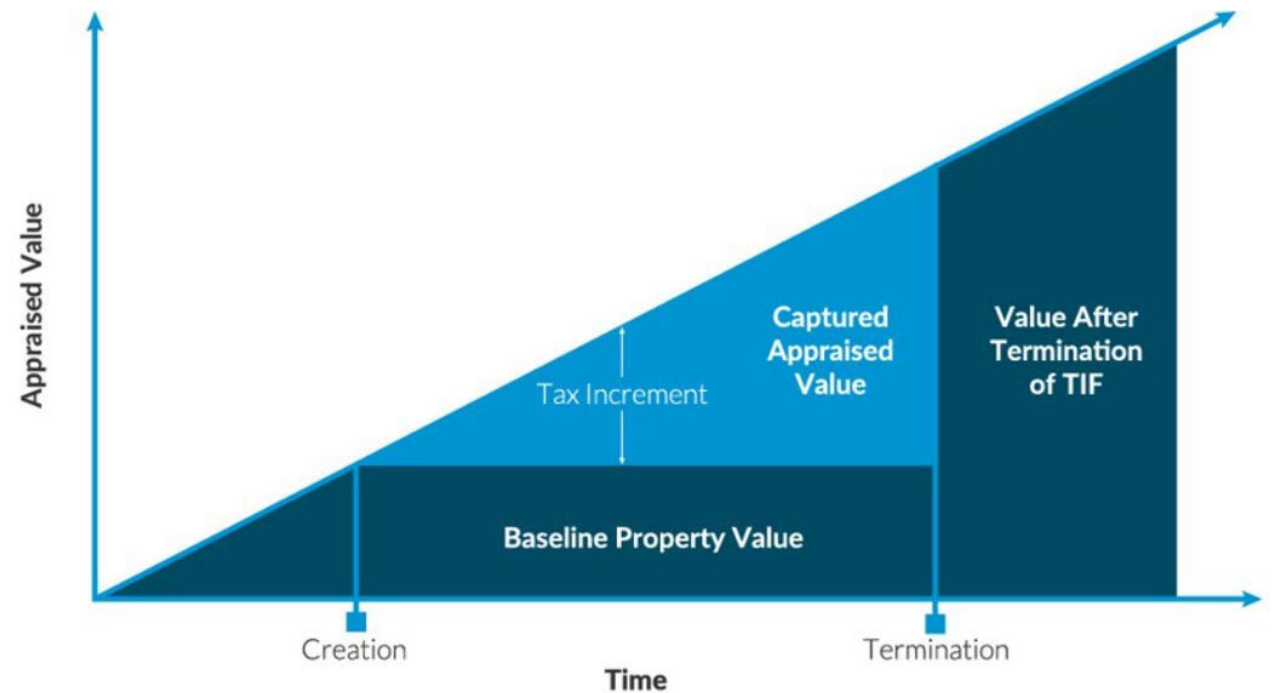 Appraised Value
Captured
Appraised
Value
Value After
Termination
of TIF
Tax Increment
Baseline Property Value
Creation
Termination
Time